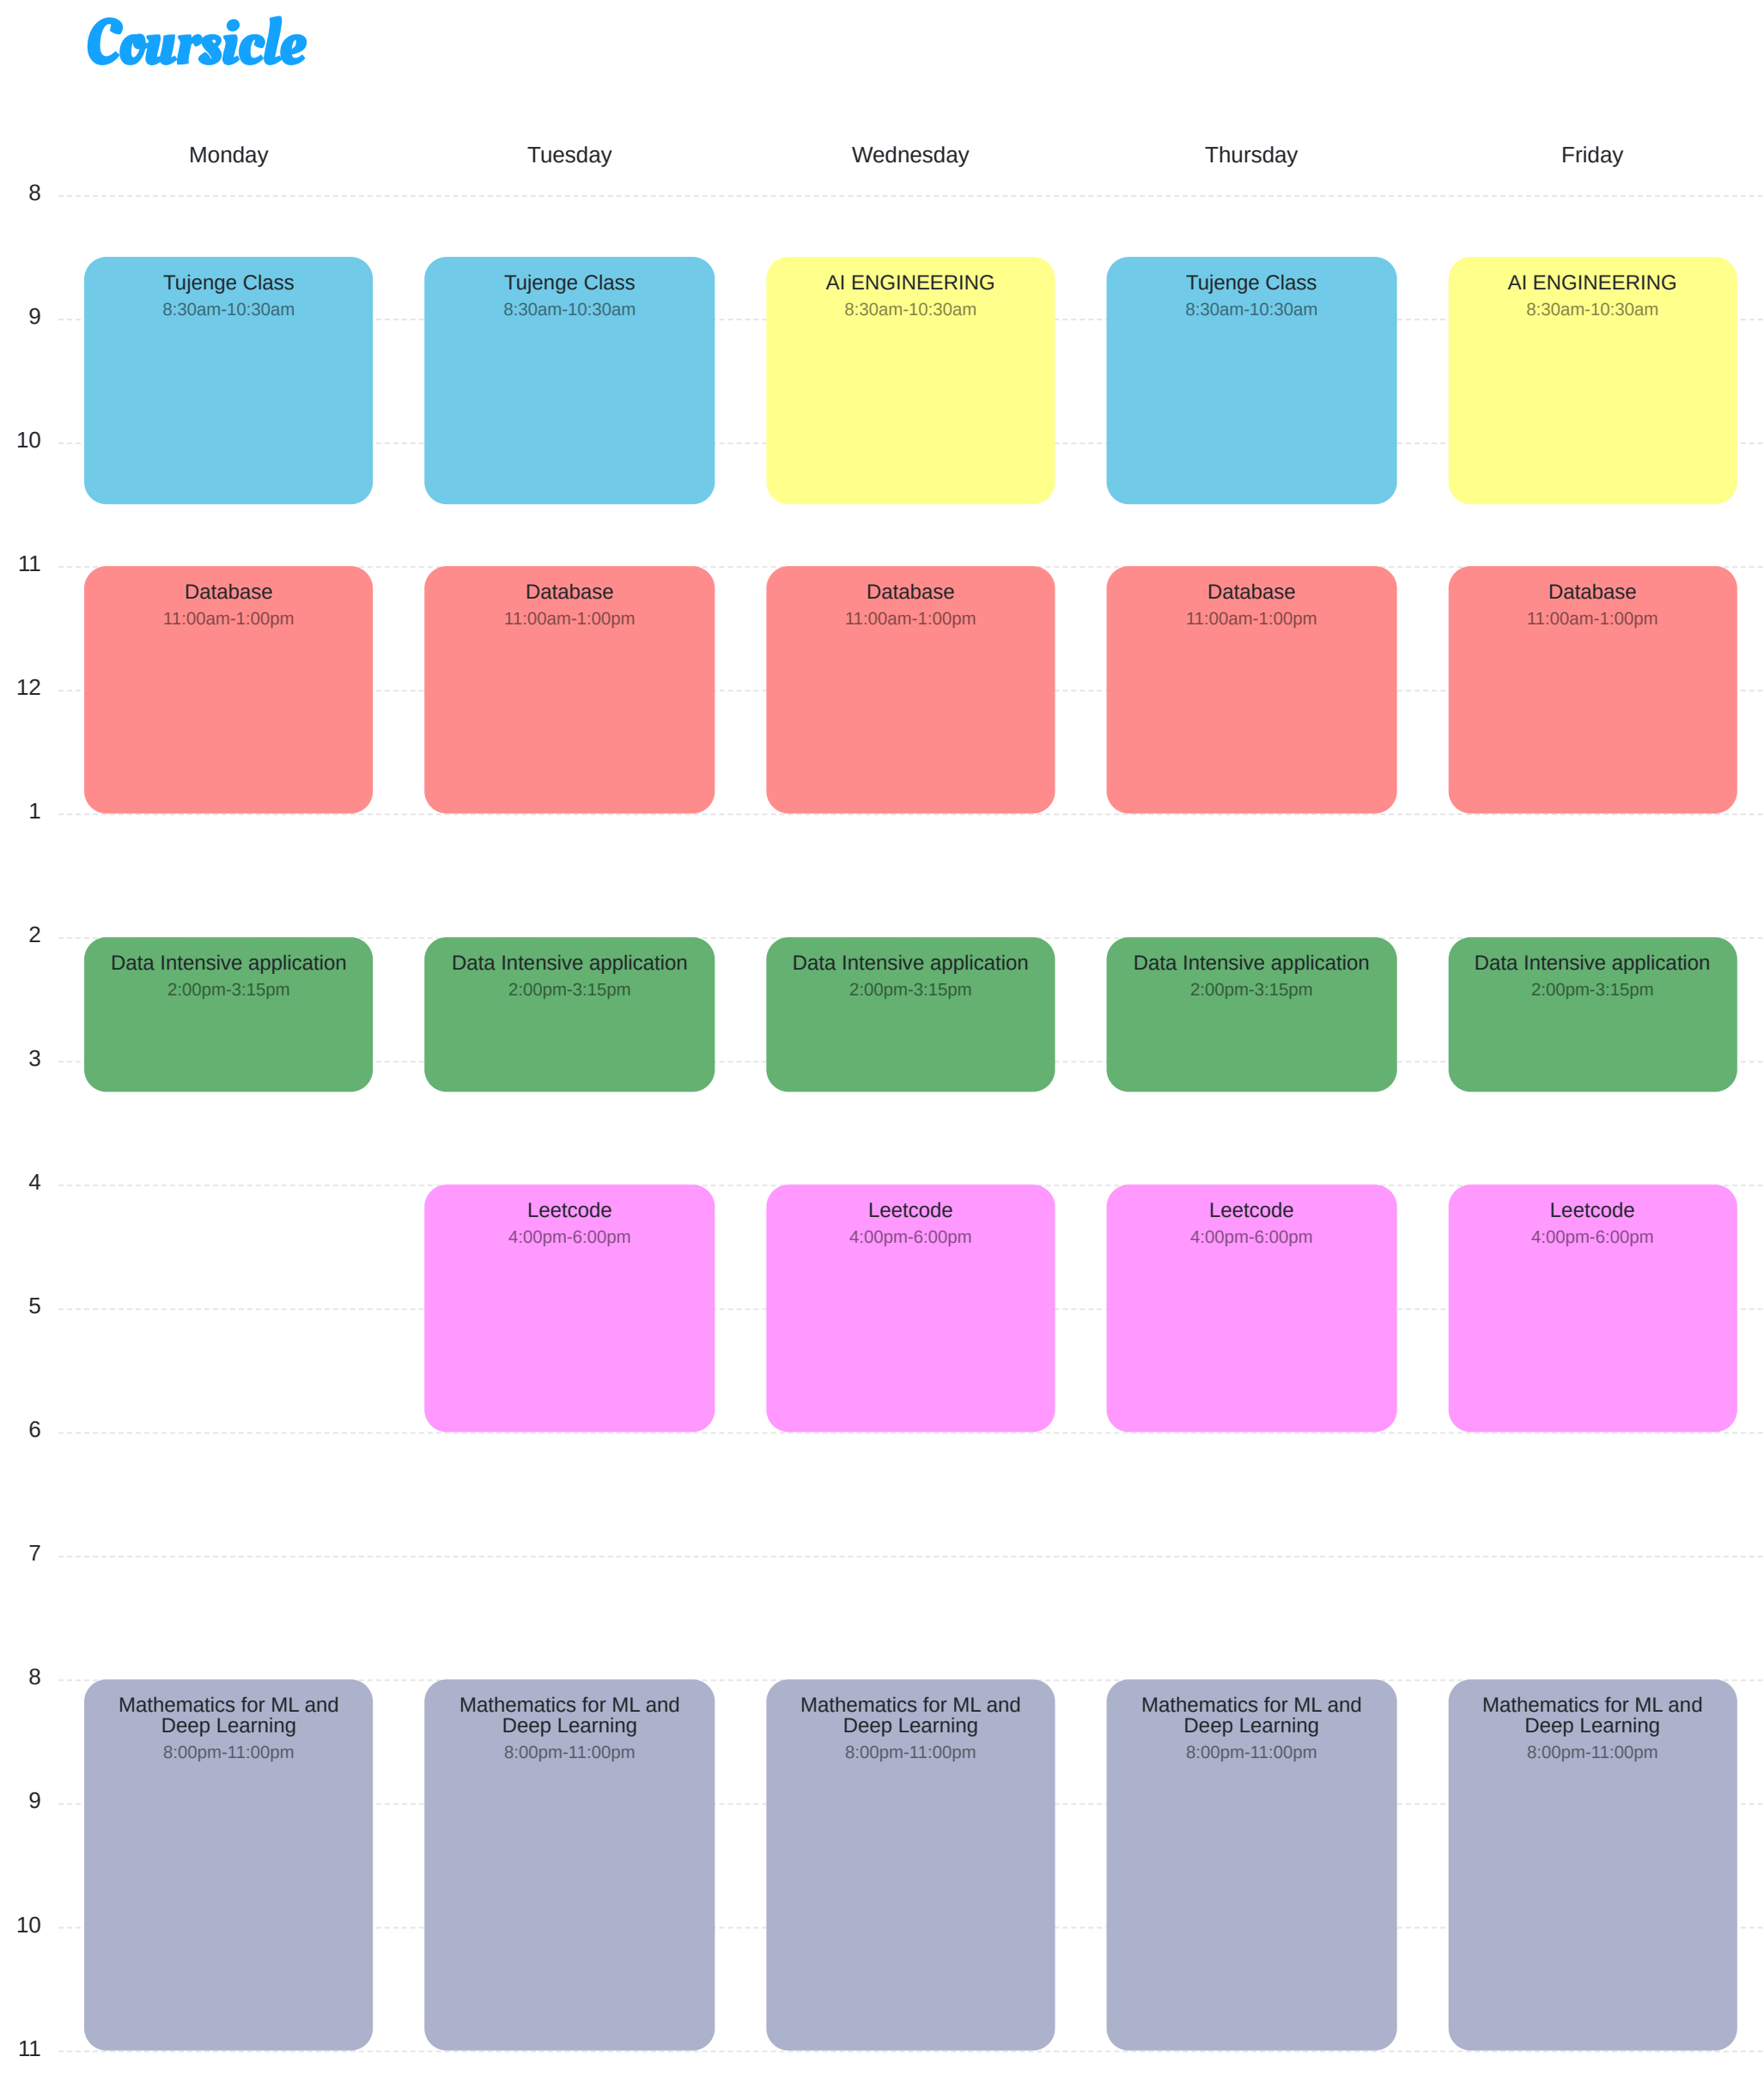 Coursicle
Monday Tuesday Wednesday Thursday Friday
8
Tujenge Class Tujenge Class AI ENGINEERING Tujenge Class AI ENGINEERING
8:30am-10:30am 8:30am-10:30am 8:30am-10:30am 8:30am-10:30am 8:30am-10:30am
9
10
11
Database Database Database Database Database
11:00am-1:00pm 11:00am-1:00pm 11:00am-1:00pm 11:00am-1:00pm 11:00am-1:00pm
12
1
2
Data Intensive application Data Intensive application Data Intensive application Data Intensive application Data Intensive application
2:00pm-3:15pm 2:00pm-3:15pm 2:00pm-3:15pm 2:00pm-3:15pm 2:00pm-3:15pm
3
4
Leetcode Leetcode Leetcode Leetcode
4:00pm-6:00pm 4:00pm-6:00pm 4:00pm-6:00pm 4:00pm-6:00pm
5
6
7
8
Mathematics for ML and Mathematics for ML and Mathematics for ML and Mathematics for ML and Mathematics for ML and
Deep Learning Deep Learning Deep Learning Deep Learning Deep Learning
8:00pm-11:00pm 8:00pm-11:00pm 8:00pm-11:00pm 8:00pm-11:00pm 8:00pm-11:00pm
9
10
11